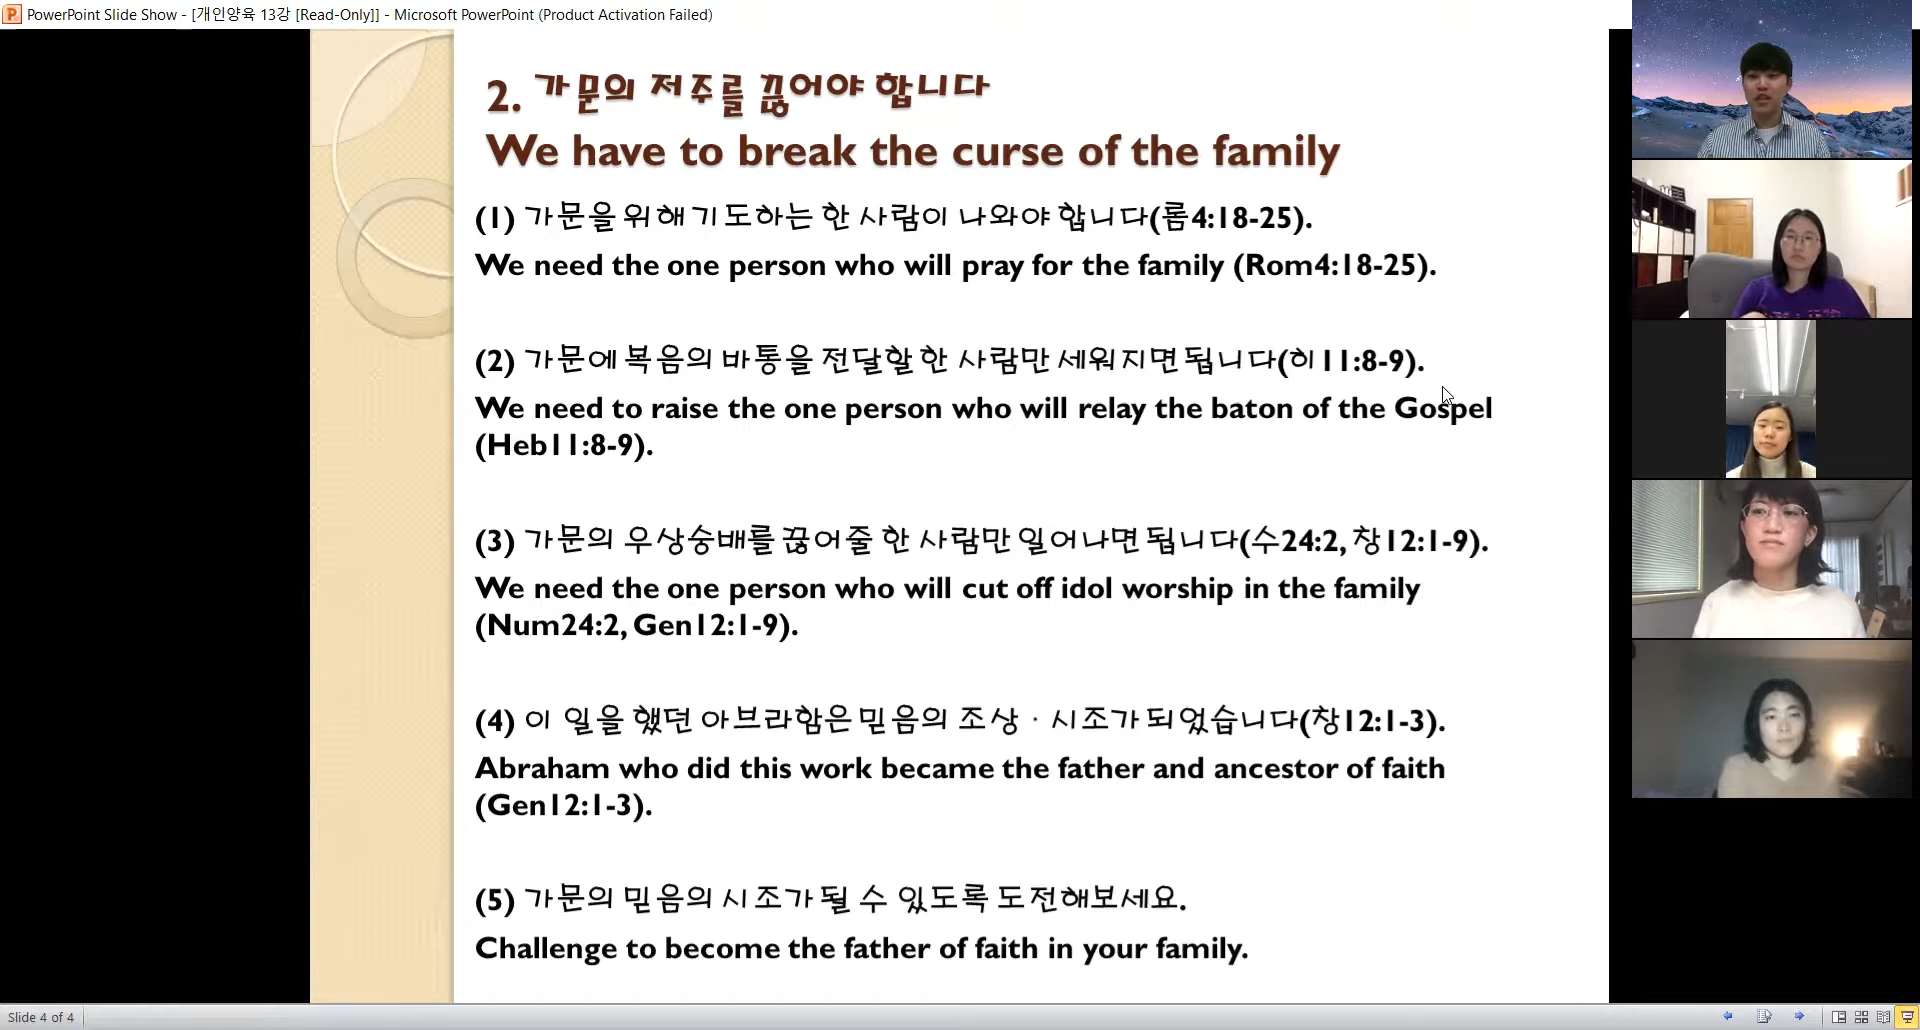 PowerPoint Slide Show - [개인양육 13강 [Read-Only]] - Microsoft PowerPoint (Product Activation Failed)
2. 가문의 저주를 끊어야 합니다
We have to break the curse of the family
(1) 가문을 위해 기도하는 한 사람이 나와야 합니다(롬4:18-25).
We need the one person who will pray for the family (Rom4:18-25).
(2) 가문에 복음의 바통을 전달할 한 사람만 세워지면 됩니다(히11:8-9).
We need to raise the one person who will relay the baton of the Gospel
(Heb11:8-9).
(3) 가문의 우상숭배를 끊어줄 한 사람만 일어나면 됩니다(수24:2, 창12:1-9).
We need the one person who will cut off idol worship in the family
(Num24:2, Gen12:1-9).
(4) 이 일을 했던 아브라함은 믿음의 조상 · 시조가 되었습니다(창12:1-3).
Abraham who did this work became the father and ancestor of faith
(Gen12:1-3).
(5) 가문의 믿음의 시조가 될 수 있도록 도전해보세요.
Challenge to become the father of faith in your family.
Slide 4 of 4